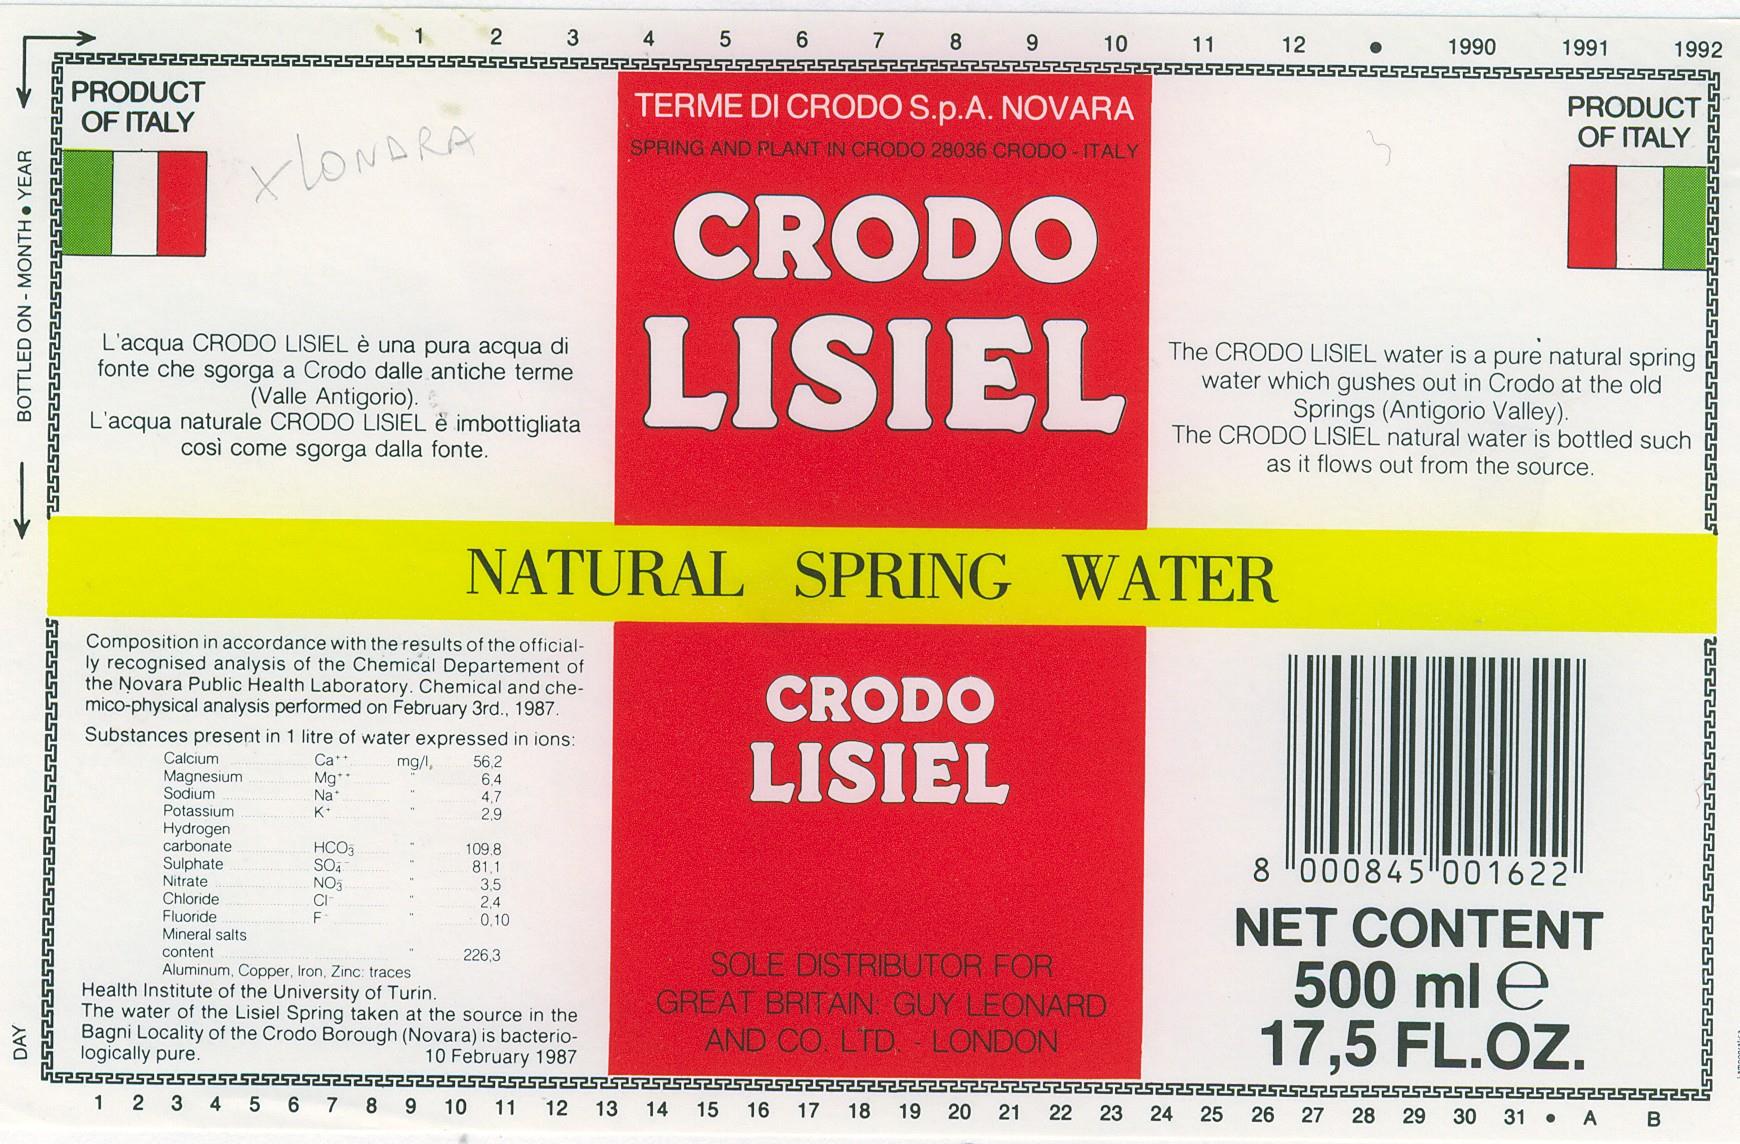 1 2 3 4 5 6 7 8 9 10 11 12 • 1990 1991 1992
BOTTLED ON - MONTH • YEAR
DAY
PRODUCT
OF ITALY
x LONDRA
L'acqua CRODO LISIEL è una pura acqua di
fonte che sgorga a Crodo dalle antiche terme
(Valle Antigorio).
L'acqua naturale CRODO LISIEL è imbottigliata
così come sgorga dalla fonte.
TERME DI CRODO S.p.A. NOVARA
SPRING AND PLANT IN CRODO 28036 CRODO - ITALY
CRODO
LISIEL
PRODUCT
OF ITALY
The CRODO LISIEL water is a pure natural spring
water which gushes out in Crodo at the old
Springs (Antigorio Valley).
The CRODO LISIEL natural water is bottled such
as it flows out from the source.
NATURAL SPRING WATER
Composition in accordance with the results of the official-
ly recognised analysis of the Chemical Departement of
the Novara Public Health Laboratory. Chemical and che-
mico-physical analysis performed on February 3rd., 1987.
Substances present in 1 litre of water expressed in ions:
Calcium Ca++ mg/l, 56,2
Magnesium Mg++ " 6,4
Sodium Na+ " 4,7
Potassium K+ " 2,9
Hydrogen
carbonate HCO3- " 109,8
Sulphate SO4-- " 81,1
Nitrate NO3- " 3,5
Chloride Cl- " 2,4
Fluoride F- " 0,10
Mineral salts
content " 226,3
Aluminum, Copper, Iron, Zinc: traces
Health Institute of the University of Turin.
The water of the Lisiel Spring taken at the source in the
Bagni Locality of the Crodo Borough (Novara) is bacterio-
logically pure. 10 February 1987
CRODO
LISIEL
SOLE DISTRIBUTOR FOR
GREAT BRITAIN: GUY LEONARD
AND CO. LTD. - LONDON
8 000845 001622
NET CONTENT
500 ml e
17,5 FL.OZ.
1 2 3 4 5 6 7 8 9 10 11 12 13 14 15 16 17 18 19 20 21 22 23 24 25 26 27 28 29 30 31 • A B